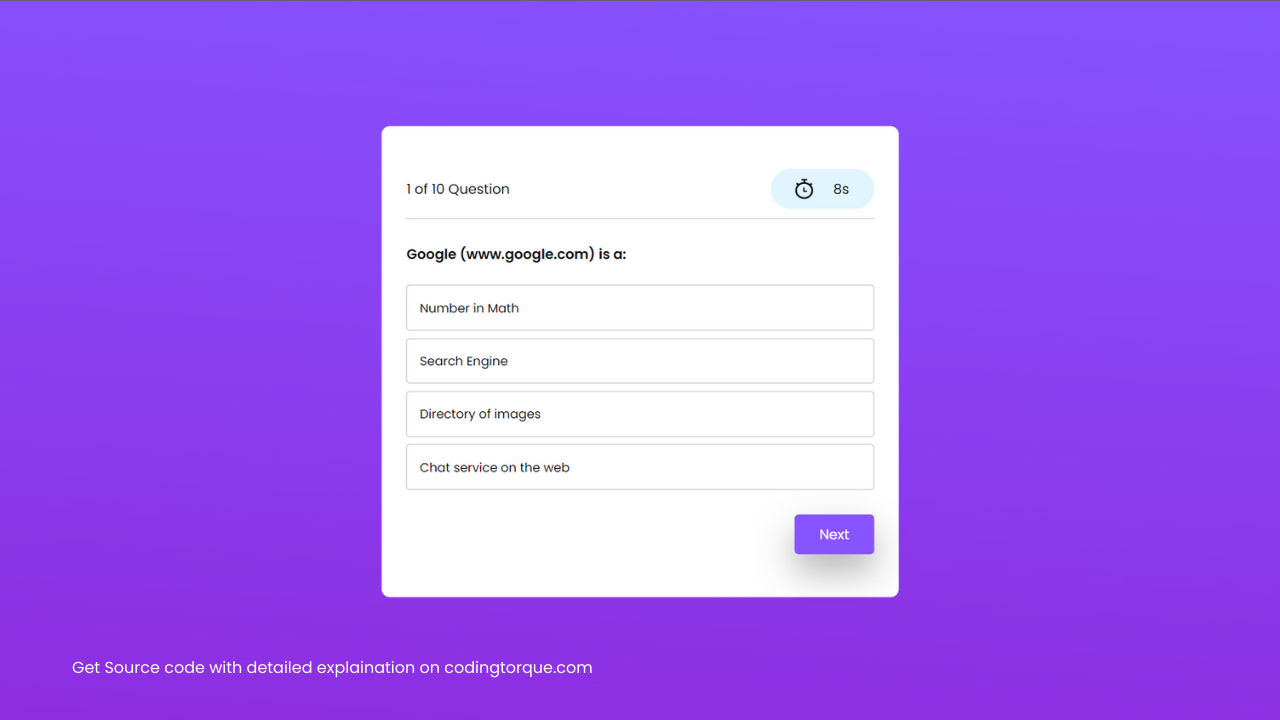 1 of 10 Question
8s
Google (www.google.com) is a:
Number in Math
Search Engine
Directory of images
Chat service on the web
Next
Get Source code with detailed explaination on codingtorque.com